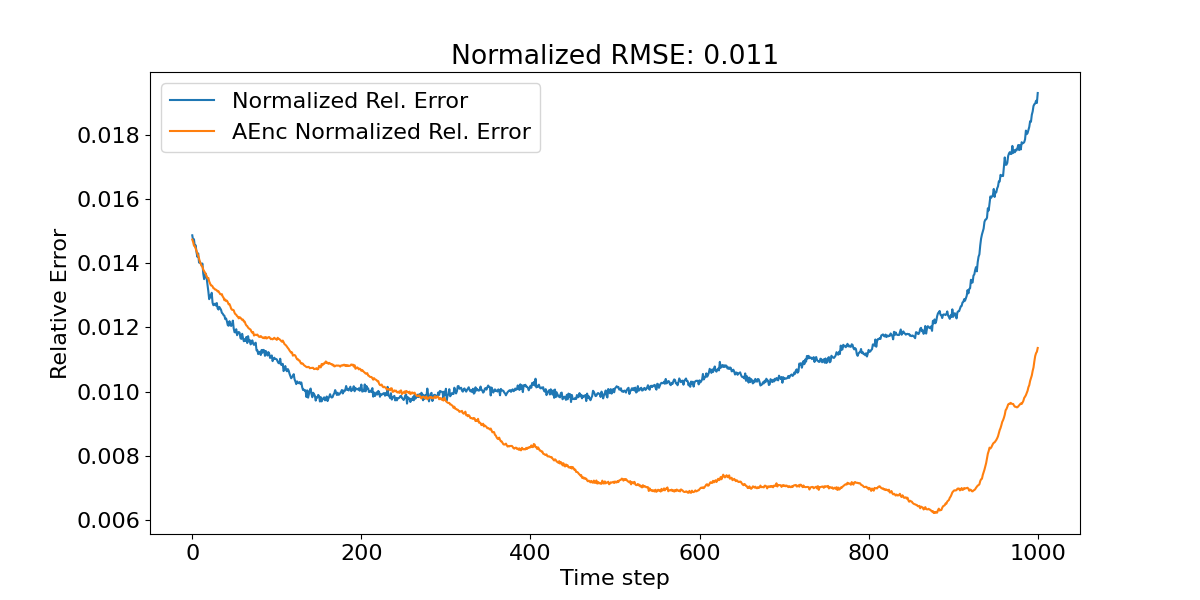 Normalized RMSE: 0.011
Normalized Rel. Error
AEnc Normalized Rel. Error
Relative Error
0.018
0.016
0.014
0.012
0.010
0.008
0.006
0 200 400 600 800 1000
Time step